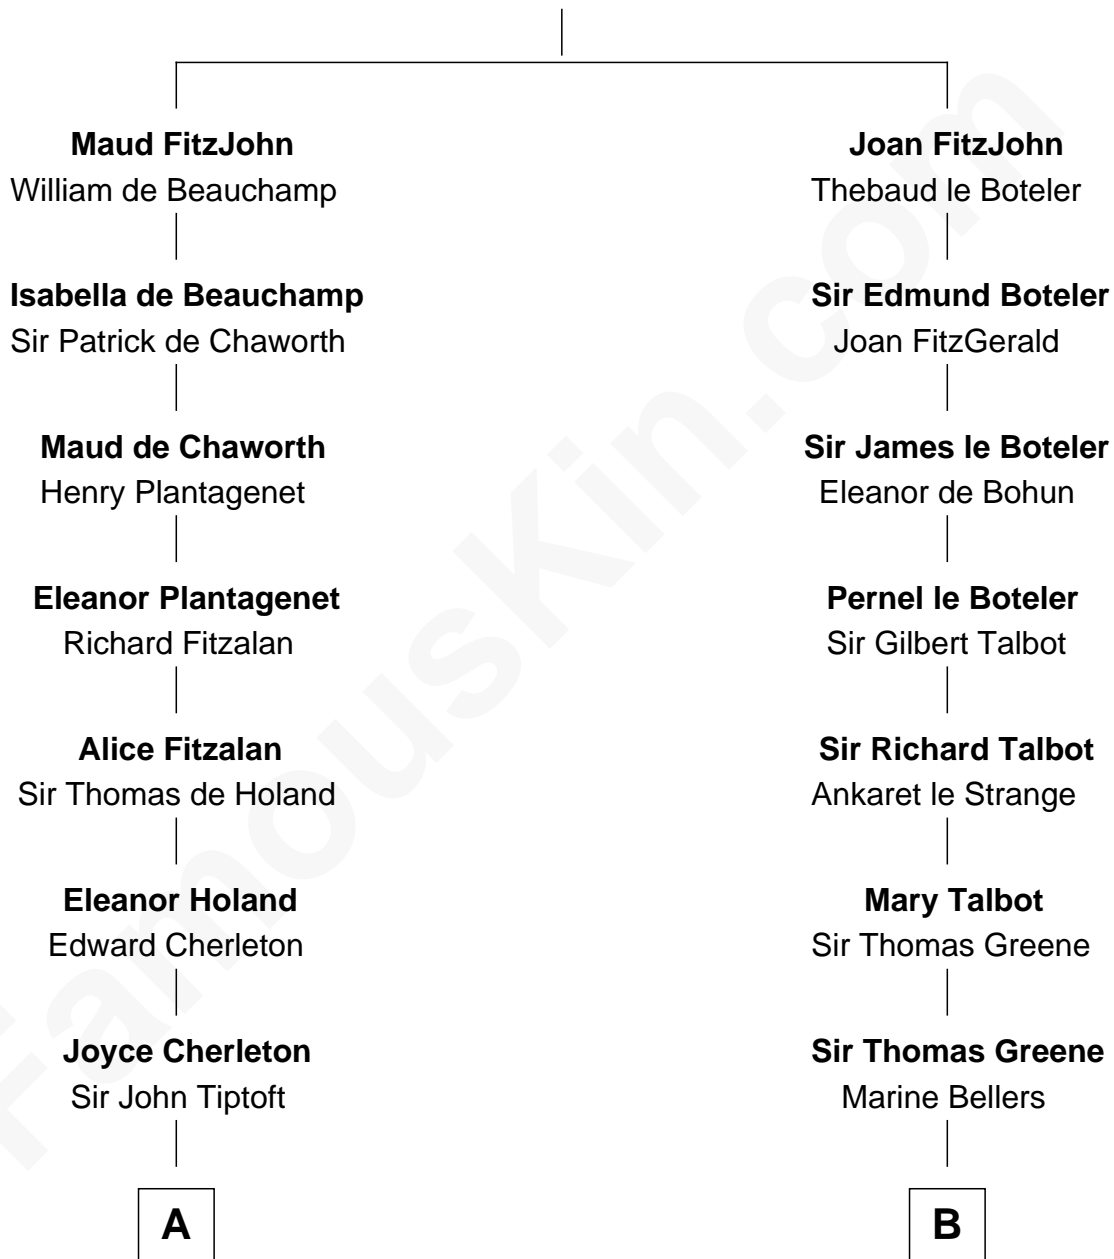 Maud FitzJohn
William de Beauchamp
Isabella de Beauchamp
Sir Patrick de Chaworth
Maud de Chaworth
Henry Plantagenet
Eleanor Plantagenet
Richard Fitzalan
Alice Fitzalan
Sir Thomas de Holand
Eleanor Holand
Edward Cherleton
Joyce Cherleton
Sir John Tiptoft
A
Joan FitzJohn
Thebaud le Boteler
Sir Edmund Boteler
Joan FitzGerald
Sir James le Boteler
Eleanor de Bohun
Pernel le Boteler
Sir Gilbert Talbot
Sir Richard Talbot
Ankaret le Strange
Mary Talbot
Sir Thomas Greene
Sir Thomas Greene
Marine Bellers
B
FamousKin.com